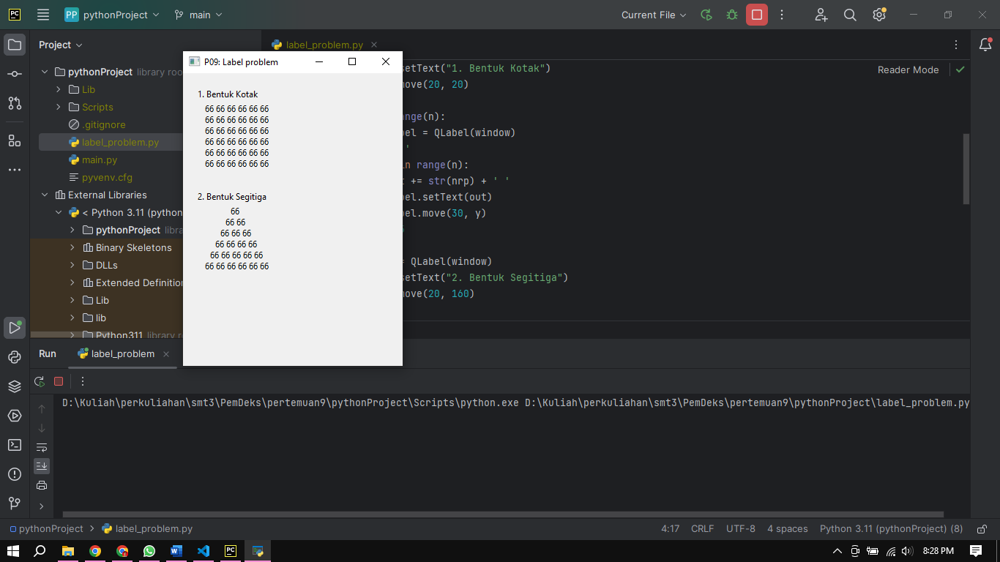 PC
PP pythonProject
main
Current File
Project
label_problem.py
pythonProject library roo
Lib
Scripts
.gitignore
label_problem.py
main.py
pyvenv.cfg
External Libraries
< Python 3.11 (python
pythonProject libra
Binary Skeletons
DLLs
Extended Definition
Lib
lib
Python311 library r
P09: Label problem
1. Bentuk Kotak
66 66 66 66 66 66
66 66 66 66 66 66
66 66 66 66 66 66
66 66 66 66 66 66
66 66 66 66 66 66
66 66 66 66 66 66
2. Bentuk Segitiga
66
66 66
66 66 66
66 66 66 66
66 66 66 66 66
66 66 66 66 66 66
setText("1. Bentuk Kotak")
move(20, 20)
Reader Mode
nge(n):
el = QLabel(window)
'
n range(n):
t += str(nrp) + ' '
el.setText(out)
el.move(30, y)
= QLabel(window)
setText("2. Bentuk Segitiga")
move(20, 160)
Run
label_problem
D:\Kuliah\perkuliahan\smt3\PemDeks\pertemuan9\pythonProject\Scripts\python.exe D:\Kuliah\perkuliahan\smt3\PemDeks\pertemuan9\pythonProject\label_problem.py
pythonProject > label_problem.py
4:17 CRLF UTF-8 4 spaces Python 3.11 (pythonProject) (8)
8:28 PM